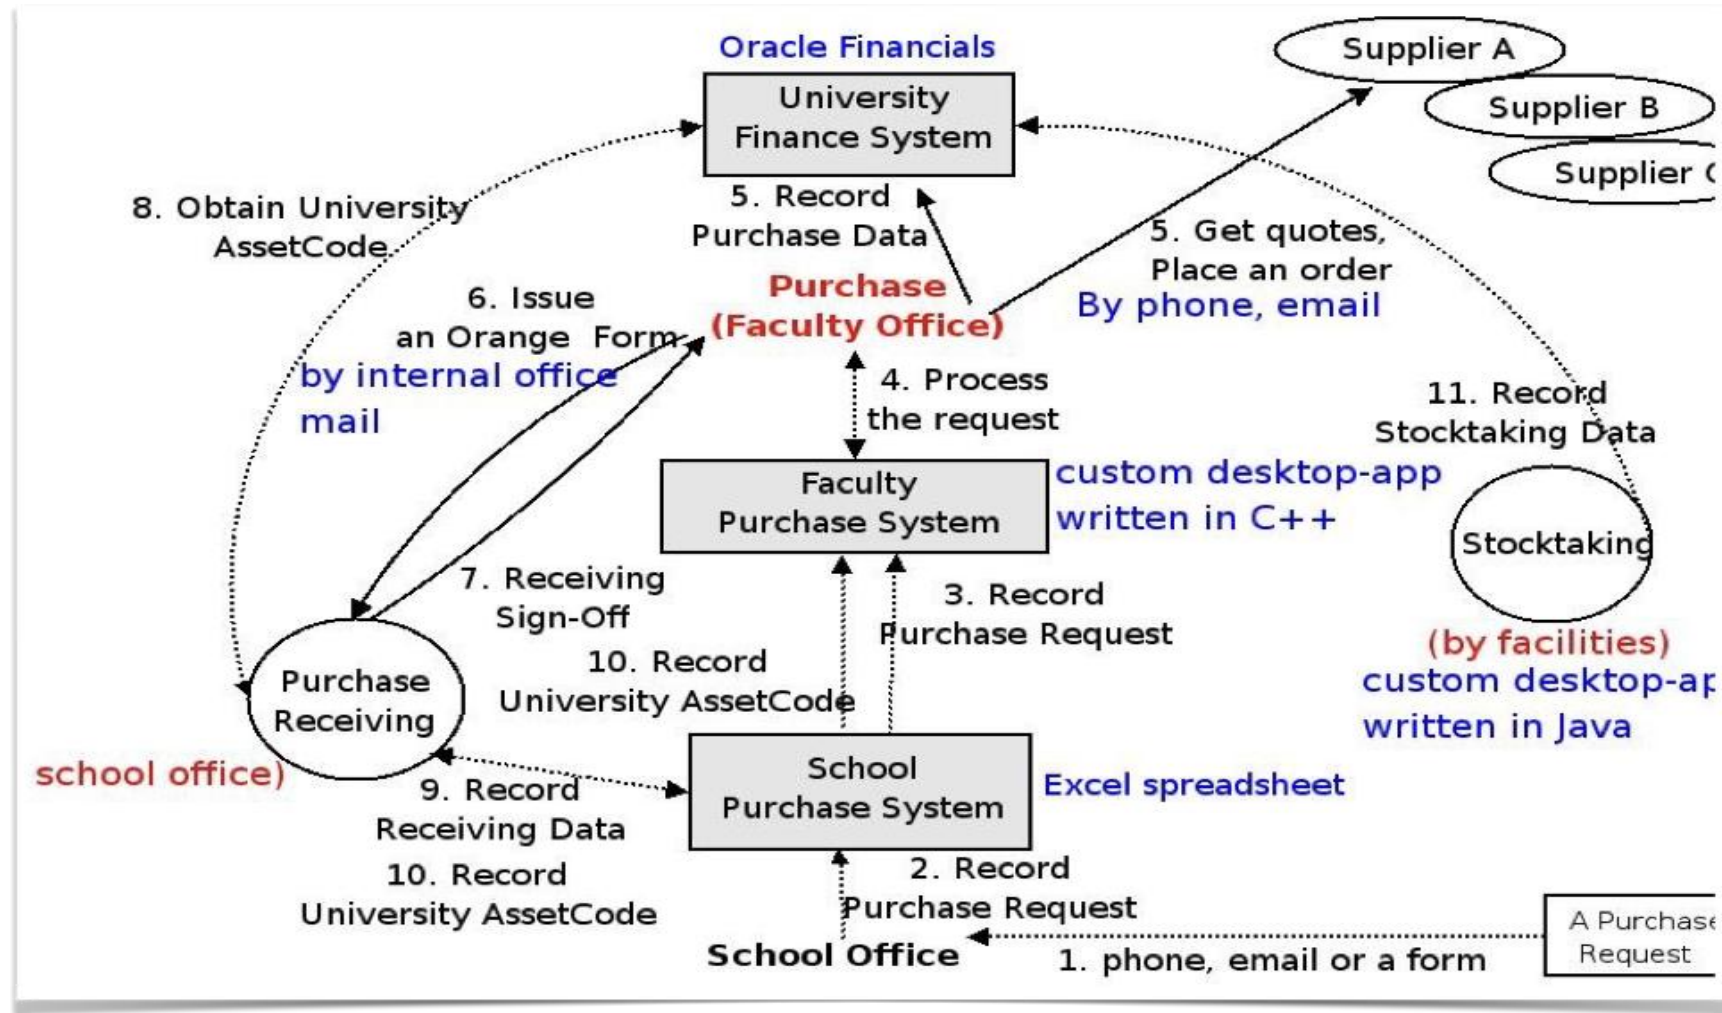 Oracle Financials
University
Finance System
Supplier A
Supplier B
Supplier
8. Obtain University
AssetCode
5. Record
Purchase Data
5. Get quotes,
Place an order
By phone, email
6. Issue
an Orange Form
by internal office
mail
Purchase
(Faculty Office)
4. Process
the request
11. Record
Stocktaking Data
Faculty
Purchase System
custom desktop-app
written in C++
Stocktaking
(by facilities)
custom desktop-ap
written in Java
7. Receiving
Sign-Off
3. Record
Purchase Request
10. Record
University AssetCode
Purchase
Receiving
school office)
School
Purchase System
Excel spreadsheet
9. Record
Receiving Data
10. Record
University AssetCode
2. Record
Purchase Request
School Office
1. phone, email or a form
A Purchase
Request